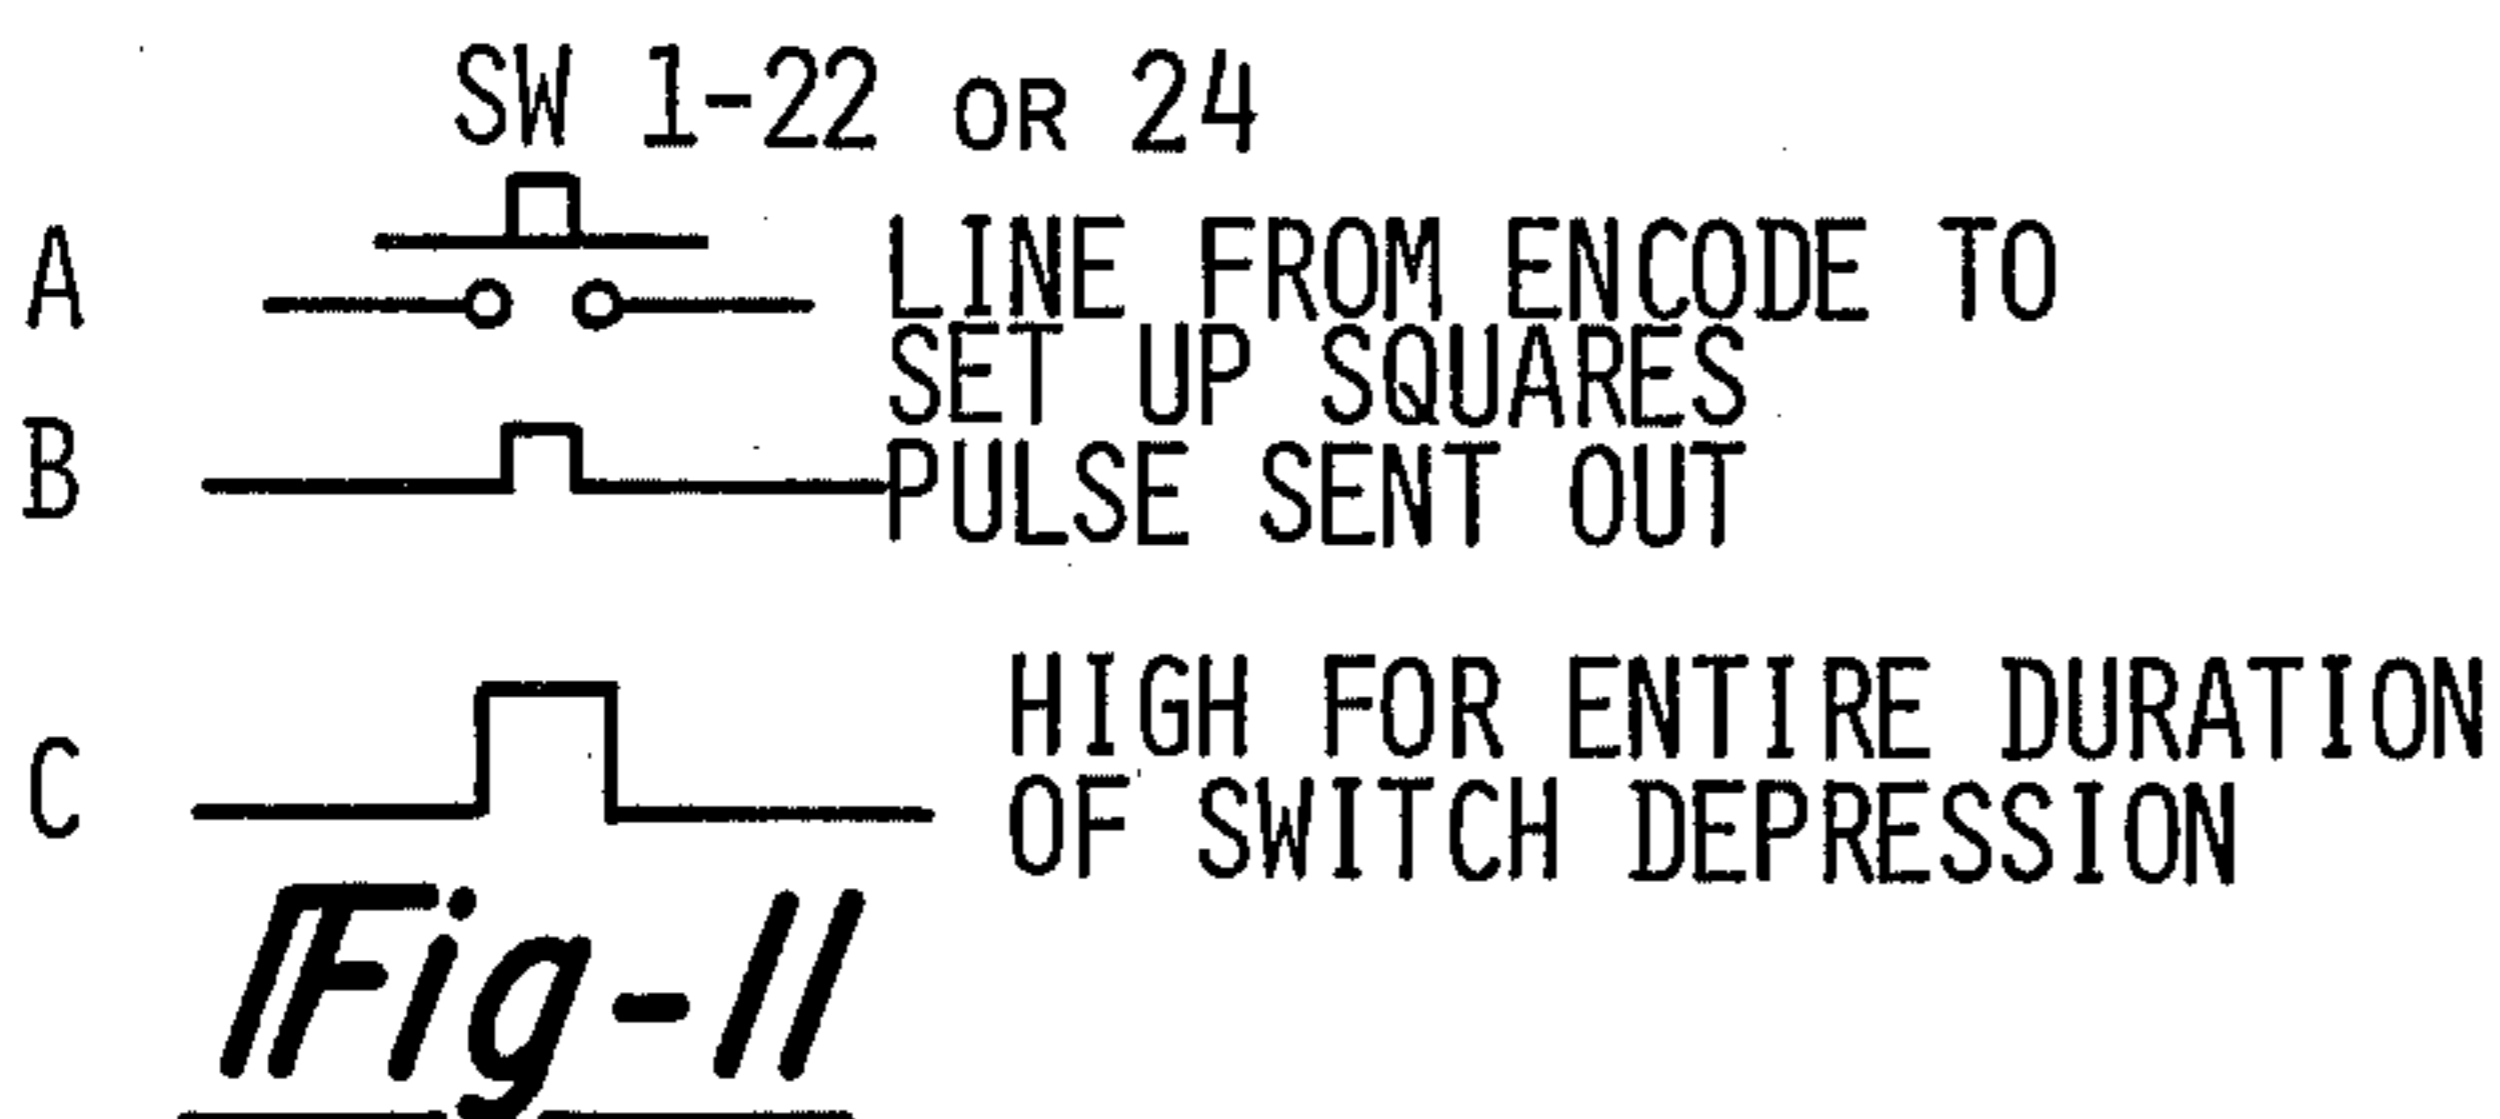 SW 1-22 OR 24
A
LINE FROM ENCODE TO
SET UP SQUARES
B
PULSE SENT OUT
C
HIGH FOR ENTIRE DURATION
OF SWITCH DEPRESSION
Fig-11